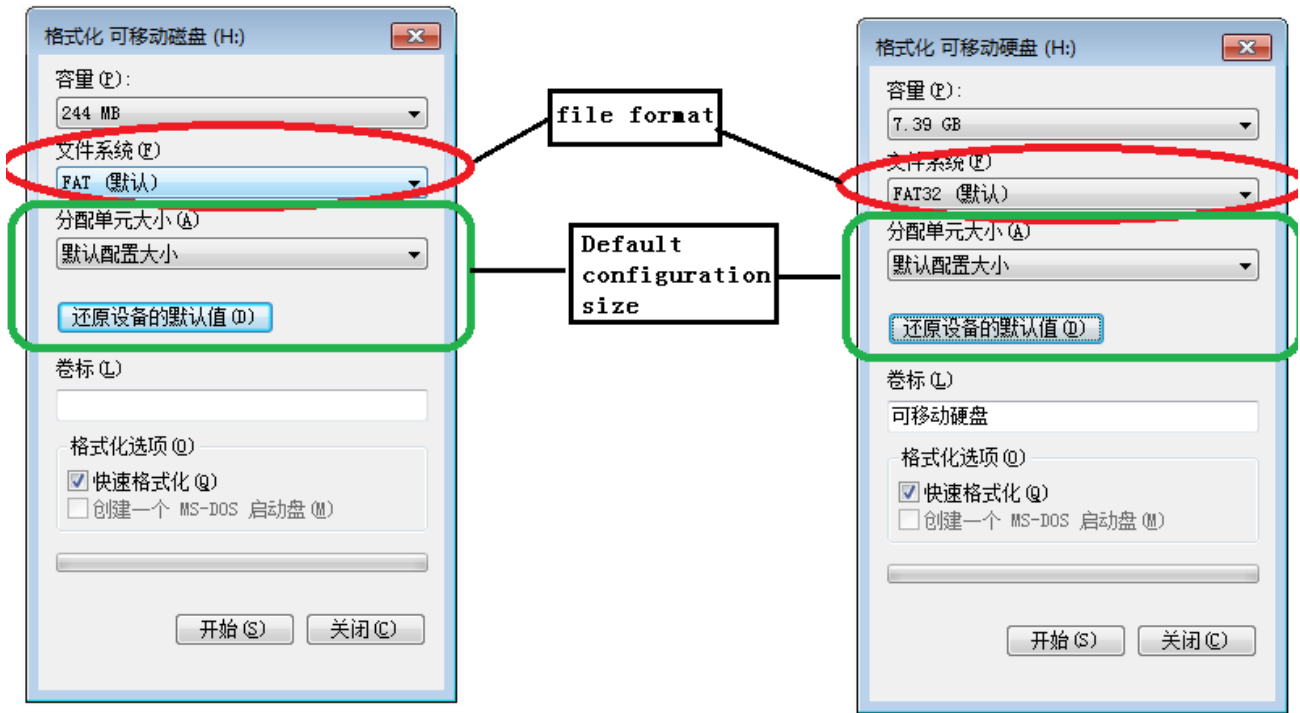 格式化 可移动磁盘 (H:)
容量(P):
244 MB
文件系统(F)
FAT (默认)
分配单元大小(A)
默认配置大小
还原设备的默认值(D)
卷标(L)
格式化选项(O)
快速格式化(Q)
创建一个 MS-DOS 启动盘(M)
开始(S)
关闭(C)
file format
Default
configuration
size
格式化 可移动硬盘 (H:)
容量(P):
7.39 GB
文件系统(F)
FAT32 (默认)
分配单元大小(A)
默认配置大小
还原设备的默认值(D)
卷标(L)
可移动硬盘
格式化选项(O)
快速格式化(Q)
创建一个 MS-DOS 启动盘(M)
开始(S)
关闭(C)